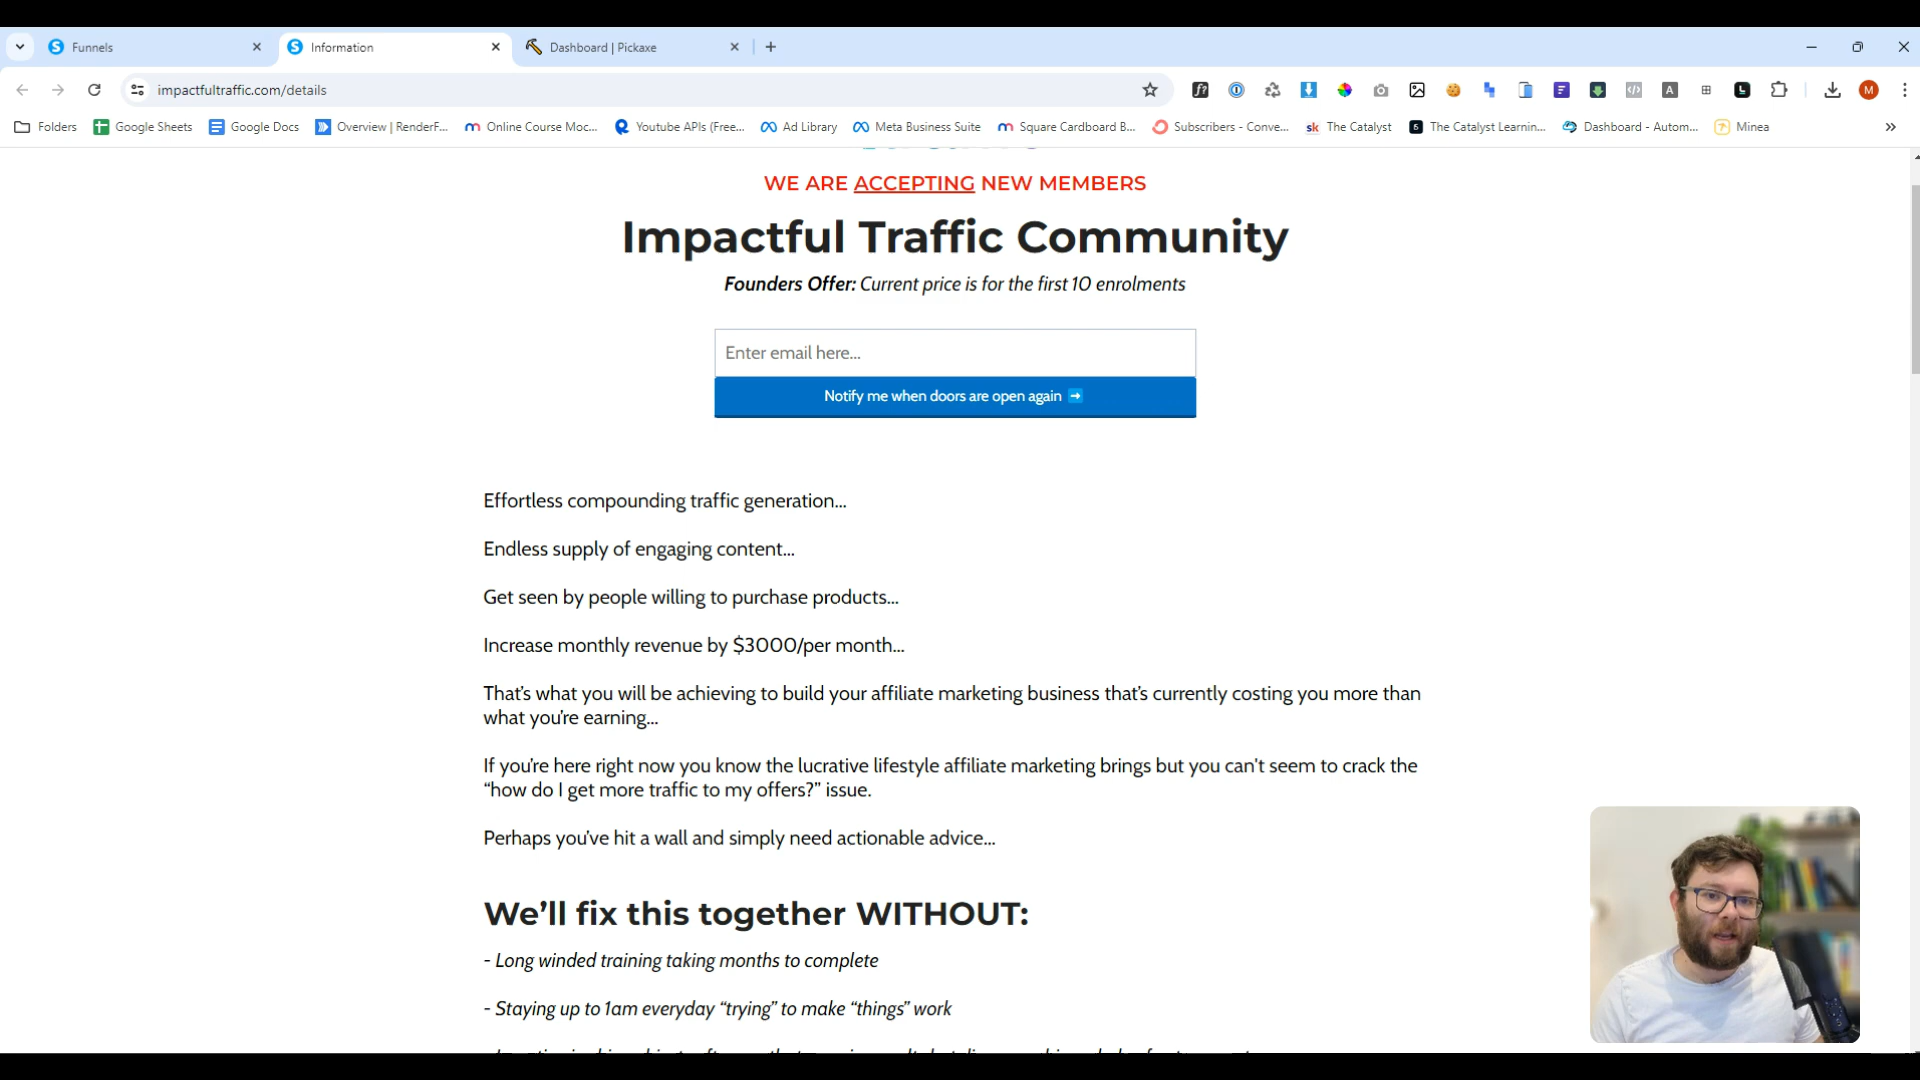 Funnels
Information
Dashboard | Pickaxe
impactfultraffic.com/details
M
Folders
Google Sheets
Google Docs
Overview | RenderF...
Online Course Moc...
Youtube APIs (Free...
Ad Library
Meta Business Suite
Square Cardboard B...
Subscribers - Conve...
The Catalyst
The Catalyst Learnin...
Dashboard - Autom...
Minea
WE ARE ACCEPTING NEW MEMBERS
Impactful Traffic Community
Founders Offer: Current price is for the first 10 enrolments
Enter email here...
Notify me when doors are open again ➡
Effortless compounding traffic generation...
Endless supply of engaging content...
Get seen by people willing to purchase products...
Increase monthly revenue by $3000/per month...
That's what you will be achieving to build your affiliate marketing business that's currently costing you more than
what you're earning...
If you're here right now you know the lucrative lifestyle affiliate marketing brings but you can't seem to crack the
“how do I get more traffic to my offers?” issue.
Perhaps you've hit a wall and simply need actionable advice...
We’ll fix this together WITHOUT:
- Long winded training taking months to complete
- Staying up to 1am everyday “trying” to make “things” work